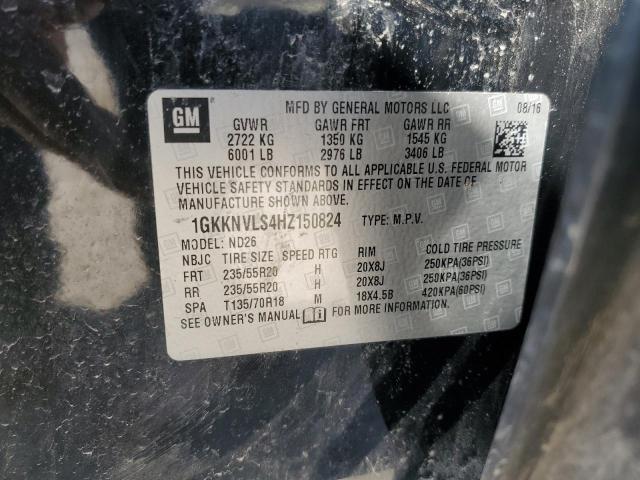 GM
MFD BY GENERAL MOTORS LLC 08/16
GVWR GAWR FRT GAWR RR
2722 KG 1350 KG 1545 KG
6001 LB 2976 LB 3406 LB
THIS VEHICLE CONFORMS TO ALL APPLICABLE U.S. FEDERAL MOTOR
VEHICLE SAFETY STANDARDS IN EFFECT ON THE DATE OF
MANUFACTURE SHOWN ABOVE.
1GKKNVLS4HZ150824 TYPE: M.P.V.
MODEL: ND26
NBJC TIRE SIZE SPEED RTG RIM COLD TIRE PRESSURE
FRT 235/55R20 H 20X8J 250KPA(36PSI)
RR 235/55R20 H 20X8J 250KPA(36PSI)
SPA T135/70R18 M 18X4.5B 420KPA(60PSI)
SEE OWNER'S MANUAL FOR MORE INFORMATION.